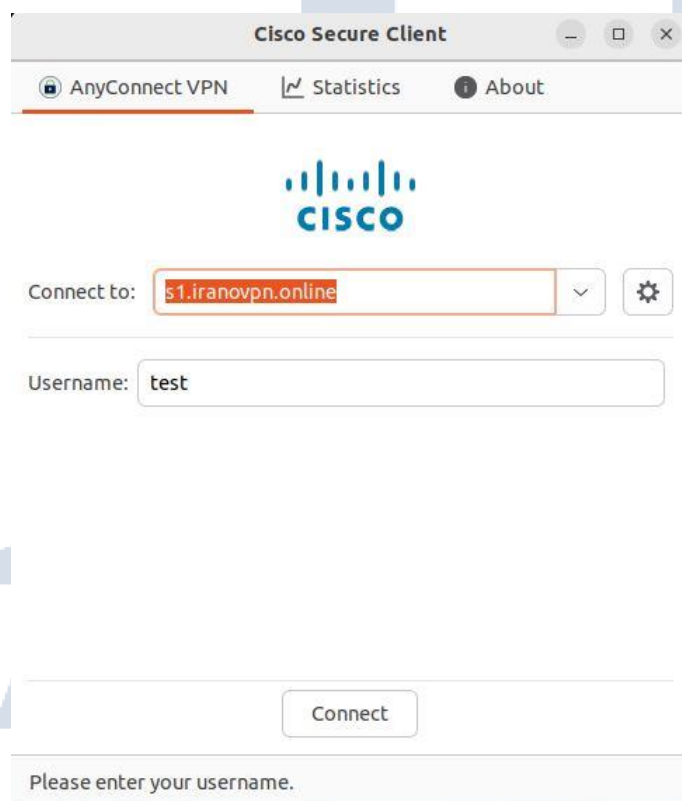 Cisco Secure Client
AnyConnect VPN Statistics About
CISCO
Connect to: s1.iranovpn.online
Username: test
Connect
Please enter your username.